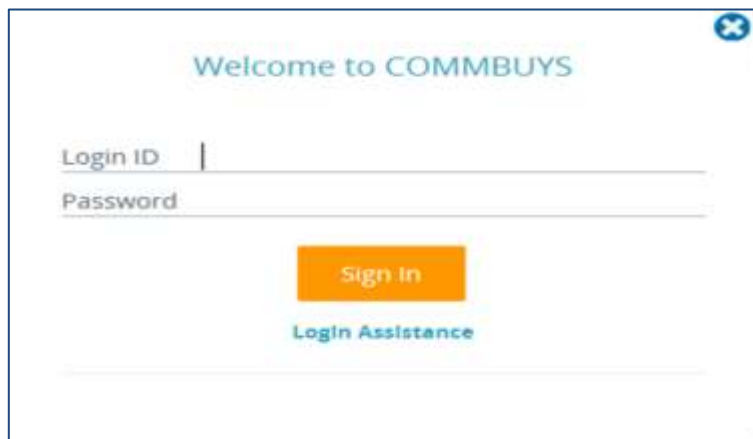 Welcome to COMMBUYS
Login ID
Password
Sign In
Login Assistance